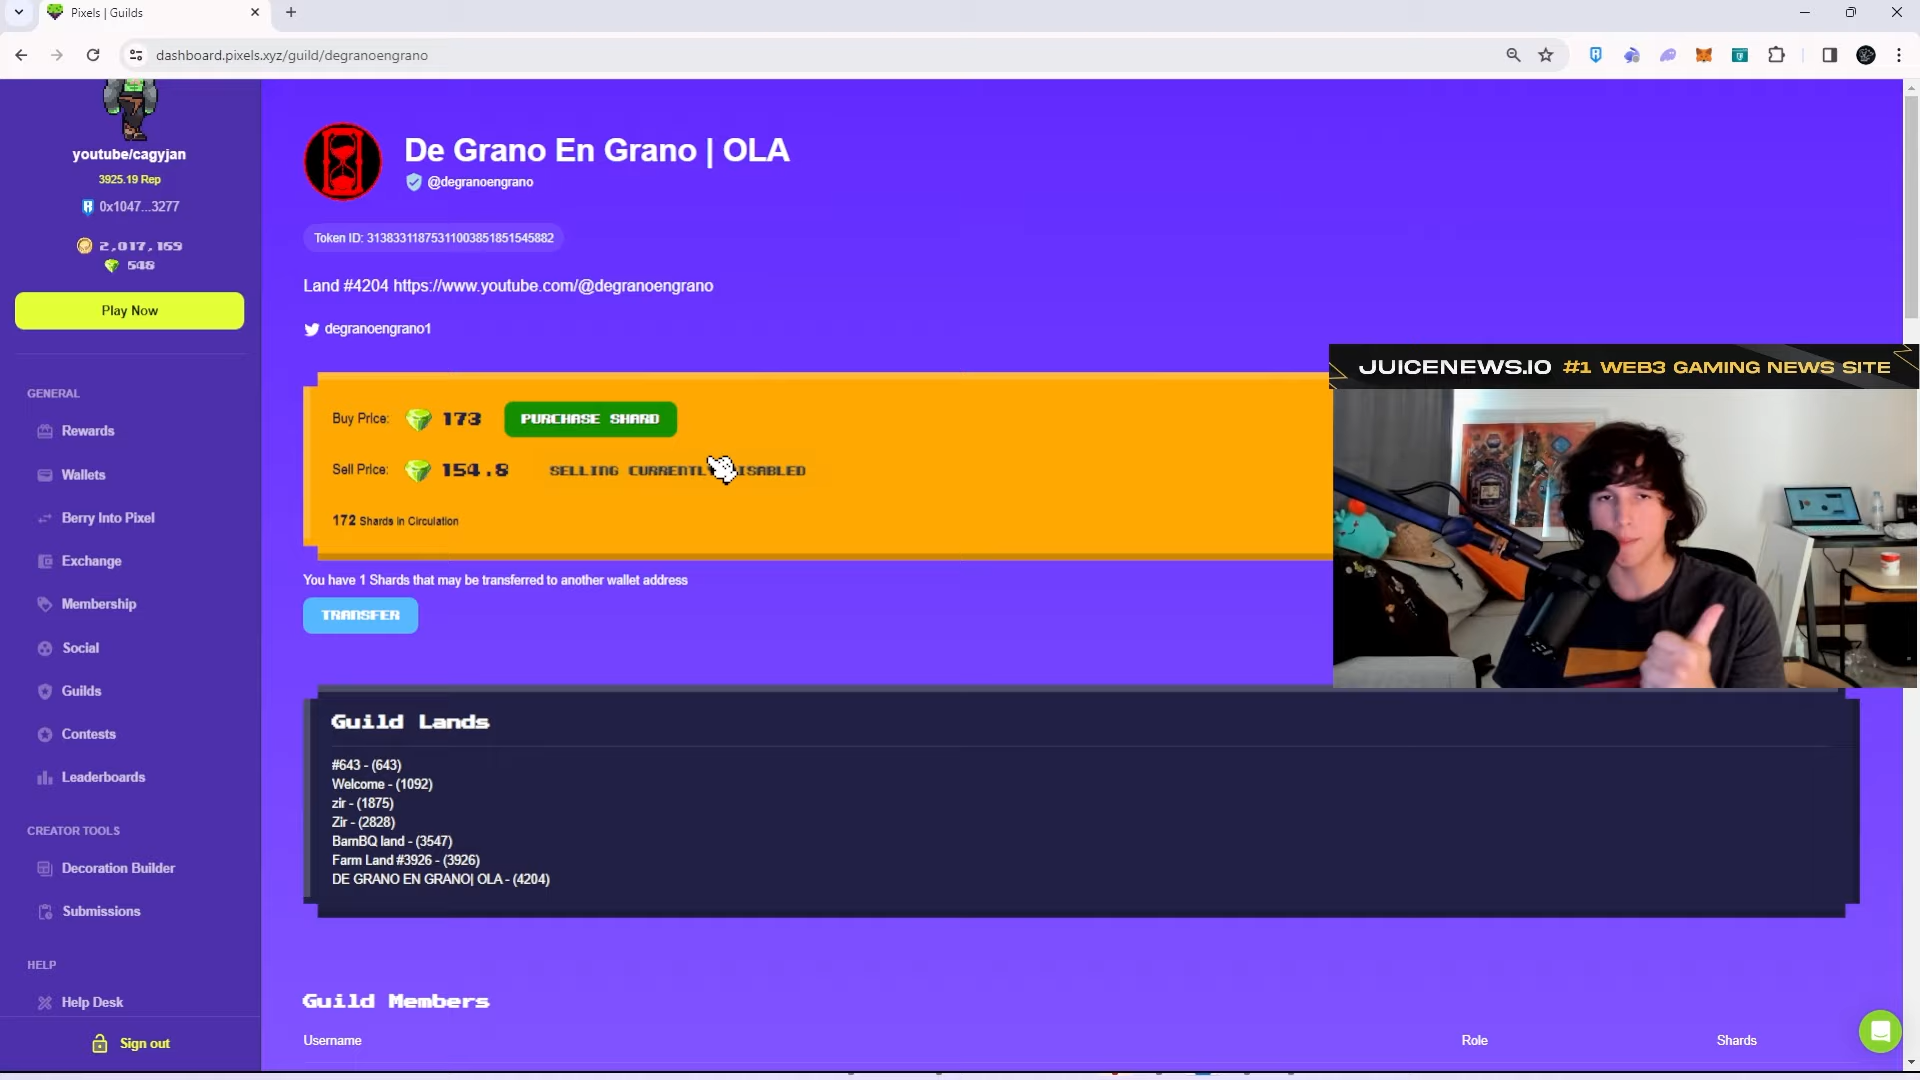 Pixels | Guilds
dashboard.pixels.xyz/guild/degranoengrano
youtube/cagyjan
3925.19 Rep
0x1047...3277
2,017,169
548
Play Now
GENERAL
Rewards
Wallets
Berry Into Pixel
Exchange
Membership
Social
Guilds
Contests
Leaderboards
CREATOR TOOLS
Decoration Builder
Submissions
HELP
Help Desk
Sign out
De Grano En Grano | OLA
@degranoengrano
Token ID: 31383311875311003851851545882
Land #4204 https://www.youtube.com/@degranoengrano
degranoengrano1
Buy Price: 173 PURCHASE SHARD
Sell Price: 154.8 SELLING CURRENTLY DISABLED
172 Shards in Circulation
You have 1 Shards that may be transferred to another wallet address
TRANSFER
JUICENEWS.IO #1 WEB3 GAMING NEWS SITE
Guild Lands
#643 - (643)
Welcome - (1092)
zir - (1875)
Zir - (2828)
BamBQ land - (3547)
Farm Land #3926 - (3926)
DE GRANO EN GRANO| OLA - (4204)
Guild Members
Username Role Shards